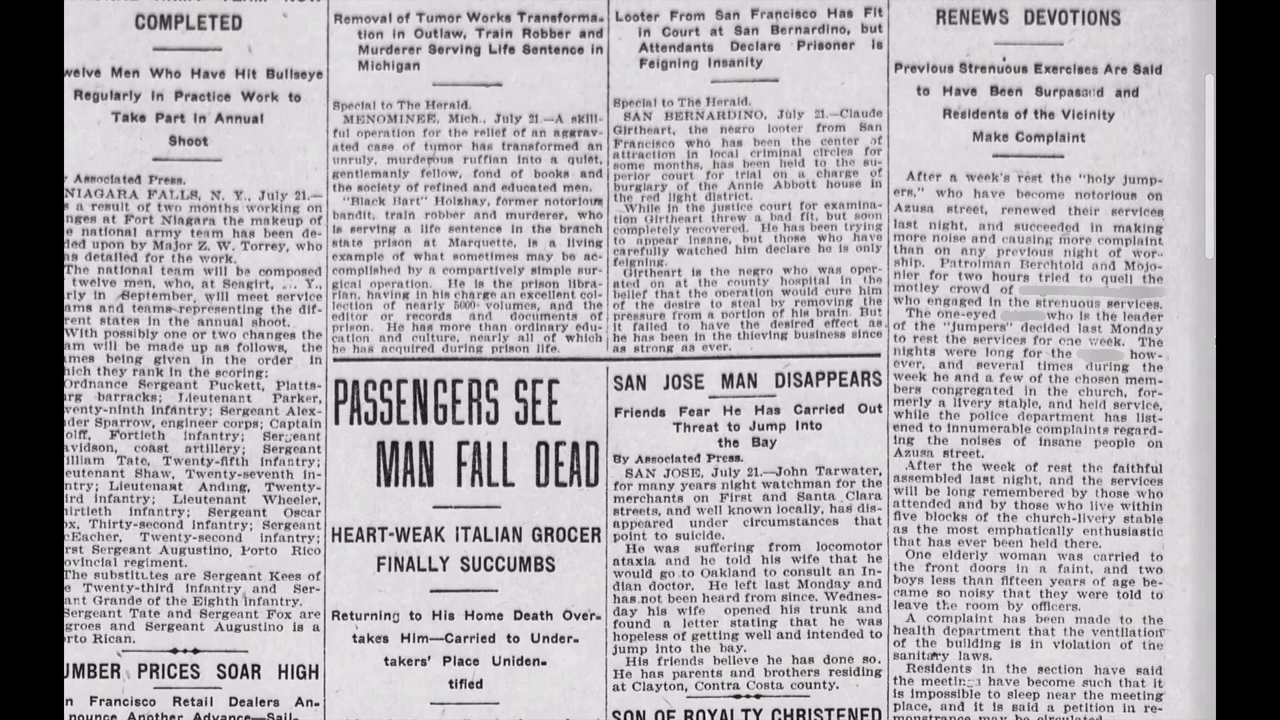 COMPLETED
welve Men Who Have Hit Bullseye
Regularly in Practice Work to
Take Part in Annual
Shoot
Associated Press.
NIAGARA FALLS, N. Y., July 21.—
s a result of two months working on
nges at Fort Niagara the makeup of
e national army team has been de-
ded upon by Major Z. W. Torrey, who
as detailed for the work.
The national team will be composed
twelve men, who, at Seagirt, Y.,
rly in September, will meet service
ams and teams representing the dif-
rent states in the annual shoot.
With possibly one or two changes the
am will be made up as follows, the
mes being given in the order in
hich they rank in the scoring:
Ordnance Sergeant Puckett, Platts-
urg barracks; Lieutenant Parker,
wenty-ninth infantry; Sergeant Alex-
der Sparrow, engineer corps; Captain
olff, Fortieth infantry; Sergeant
avidson, coast artillery; Sergeant
illiam Tate, Twenty-fifth infantry;
eutenant Shaw, Twenty-seventh in-
ntry; Lieutenant Anding, Twenty-
ird infantry; Lieutenant Wheeler,
hirtieth infantry; Sergeant Oscar
ox, Thirty-second infantry; Sergeant
cEacher, Twenty-second infantry;
rst Sergeant Augustino, Porto Rico
ovincial regiment.
The substitutes are Sergeant Kees of
e Twenty-third infantry and Ser-
ant Grande of the Eighth infantry.
Sergeant Tate and Sergeant Fox are
groes and Sergeant Augustino is a
rto Rican.
UMBER PRICES SOAR HIGH
n Francisco Retail Dealers An-
nounce Another Advance—Sail-
Removal of Tumor Works Transforma-
tion in Outlaw, Train Robber and
Murderer Serving Life Sentence in
Michigan
Special to The Herald.
MENOMINEE, Mich., July 21.—A skill-
ful operation for the relief of an aggrav-
ated case of tumor has transformed an
unruly, murderous ruffian into a quiet,
gentlemanly fellow, fond of books and
the society of refined and educated men.
"Black Bart" Holzhay, former notorious
bandit, train robber and murderer, who
is serving a life sentence in the branch
state prison at Marquette, is a living
example of what sometimes may be ac-
complished by a compartively simple sur-
gical operation. He is the prison libra-
rian, having in his charge an excellent col-
lection of nearly 5000 volumes, and the
editor or records and documents of
prison. He has more than ordinary edu-
cation and culture, nearly all of which
he has acquired during prison life.
PASSENGERS SEE
MAN FALL DEAD
HEART-WEAK ITALIAN GROCER
FINALLY SUCCUMBS
Returning to His Home Death Over-
takes Him—Carried to Under-
takers' Place Uniden-
tified
Looter From San Francisco Has Fit
in Court at San Bernardino, but
Attendants Declare Prisoner Is
Feigning Insanity
Special to The Herald.
SAN BERNARDINO, July 21.—Claude
Girtheart, the negro looter from San
Francisco who has been the center of
attraction in local criminal circles for
some months, has been held to the su-
perior court for trial on a charge of
burglary of the Annie Abbott house in
the red light district.
While in the justice court for examina-
tion Girtheart threw a bad fit, but soon
completely recovered. He has been trying
to appear insane, but those who have
carefully watched him declare he is only
feigning.
Girtheart is the negro who was oper-
ated on at the county hospital in the
belief that the operation would cure him
of the desire to steal by removing the
pressure from a portion of his brain. But
it failed to have the desired effect as
he has been in the thieving business since
as strong as ever.
SAN JOSE MAN DISAPPEARS
Friends Fear He Has Carried Out
Threat to Jump Into
the Bay
By Associated Press.
SAN JOSE, July 21.—John Tarwater,
for many years night watchman for the
merchants on First and Santa Clara
streets, and well known locally, has dis-
appeared under circumstances that
point to suicide.
He was suffering from locomotor
ataxia and he told his wife that he
would go to Oakland to consult an In-
dian doctor. He left last Monday and
has not been heard from since. Wednes-
day his wife opened his trunk and
found a letter stating that he was
hopeless of getting well and intended to
jump into the bay.
His friends believe he has done so.
He has parents and brothers residing
at Clayton, Contra Costa county.
SON OF ROYALTY CHRISTENED
RENEWS DEVOTIONS
Previous Strenuous Exercises Are Said
to Have Been Surpassed and
Residents of the Vicinity
Make Complaint
After a week's rest the "holy jump-
ers," who have become notorious on
Azusa street, renewed their services
last night, and succeeded in making
more noise and causing more complaint
than on any previous night of wor-
ship. Patrolman Berchtold and Mojo-
nier for two hours tried to quell the
motley crowd of
who engaged in the strenuous services.
The one-eyed who is the leader
of the "jumpers" decided last Monday
to rest the services for one week. The
nights were long for the how-
ever, and several times during the
week he and a few of the chosen mem-
bers congregated in the church, for-
merly a livery stable, and held service,
while the police department has list-
ened to innumerable complaints regard-
ing the noises of insane people on
Azusa street.
After the week of rest the faithful
assembled last night, and the services
will be long remembered by those who
attended and by those who live within
five blocks of the church-livery stable
as the most emphatically enthusiastic
that has ever been held there.
One elderly woman was carried to
the front doors in a faint, and two
boys less than fifteen years of age be-
came so noisy that they were told to
leave the room by officers.
A complaint has been made to the
health department that the ventilation
of the building is in violation of the
sanitary laws.
Residents in the section have said
the meetings have become such that it
is impossible to sleep near the meeting
place, and it is said a petition in re-
monstrance may be circulated